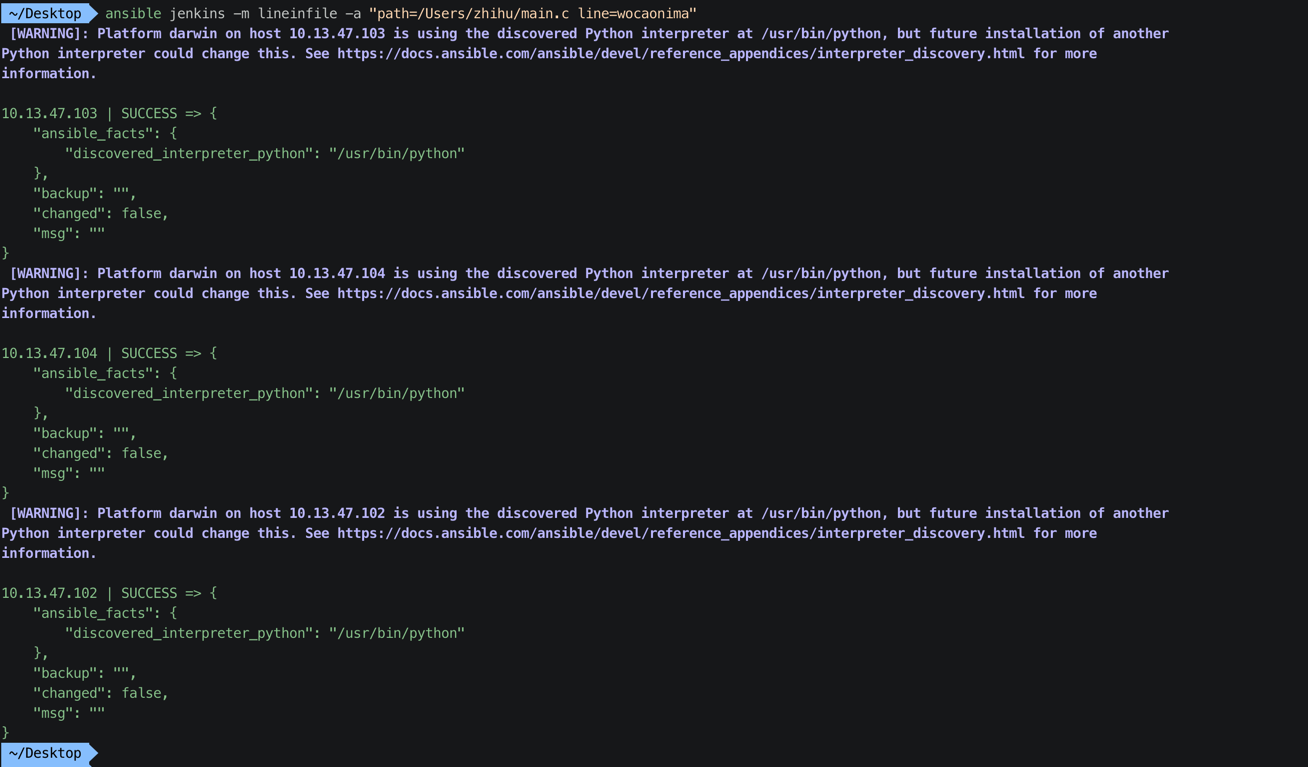 ~/Desktop ansible jenkins -m lineinfile -a "path=/Users/zhihu/main.c line=wocaonima"
[WARNING]: Platform darwin on host 10.13.47.103 is using the discovered Python interpreter at /usr/bin/python, but future installation of another
Python interpreter could change this. See https://docs.ansible.com/ansible/devel/reference_appendices/interpreter_discovery.html for more
information.
10.13.47.103 | SUCCESS => {
    "ansible_facts": {
        "discovered_interpreter_python": "/usr/bin/python"
    },
    "backup": "",
    "changed": false,
    "msg": ""
}
[WARNING]: Platform darwin on host 10.13.47.104 is using the discovered Python interpreter at /usr/bin/python, but future installation of another
Python interpreter could change this. See https://docs.ansible.com/ansible/devel/reference_appendices/interpreter_discovery.html for more
information.
10.13.47.104 | SUCCESS => {
    "ansible_facts": {
        "discovered_interpreter_python": "/usr/bin/python"
    },
    "backup": "",
    "changed": false,
    "msg": ""
}
[WARNING]: Platform darwin on host 10.13.47.102 is using the discovered Python interpreter at /usr/bin/python, but future installation of another
Python interpreter could change this. See https://docs.ansible.com/ansible/devel/reference_appendices/interpreter_discovery.html for more
information.
10.13.47.102 | SUCCESS => {
    "ansible_facts": {
        "discovered_interpreter_python": "/usr/bin/python"
    },
    "backup": "",
    "changed": false,
    "msg": ""
}
~/Desktop